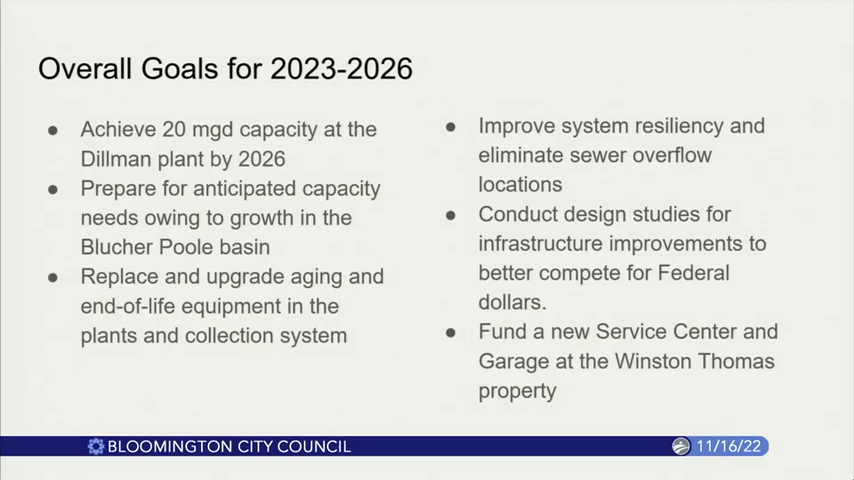 Overall Goals for 2023-2026
● Achieve 20 mgd capacity at the
Dillman plant by 2026
● Prepare for anticipated capacity
needs owing to growth in the
Blucher Poole basin
● Replace and upgrade aging and
end-of-life equipment in the
plants and collection system
● Improve system resiliency and
eliminate sewer overflow
locations
● Conduct design studies for
infrastructure improvements to
better compete for Federal
dollars.
● Fund a new Service Center and
Garage at the Winston Thomas
property
BLOOMINGTON CITY COUNCIL
11/16/22